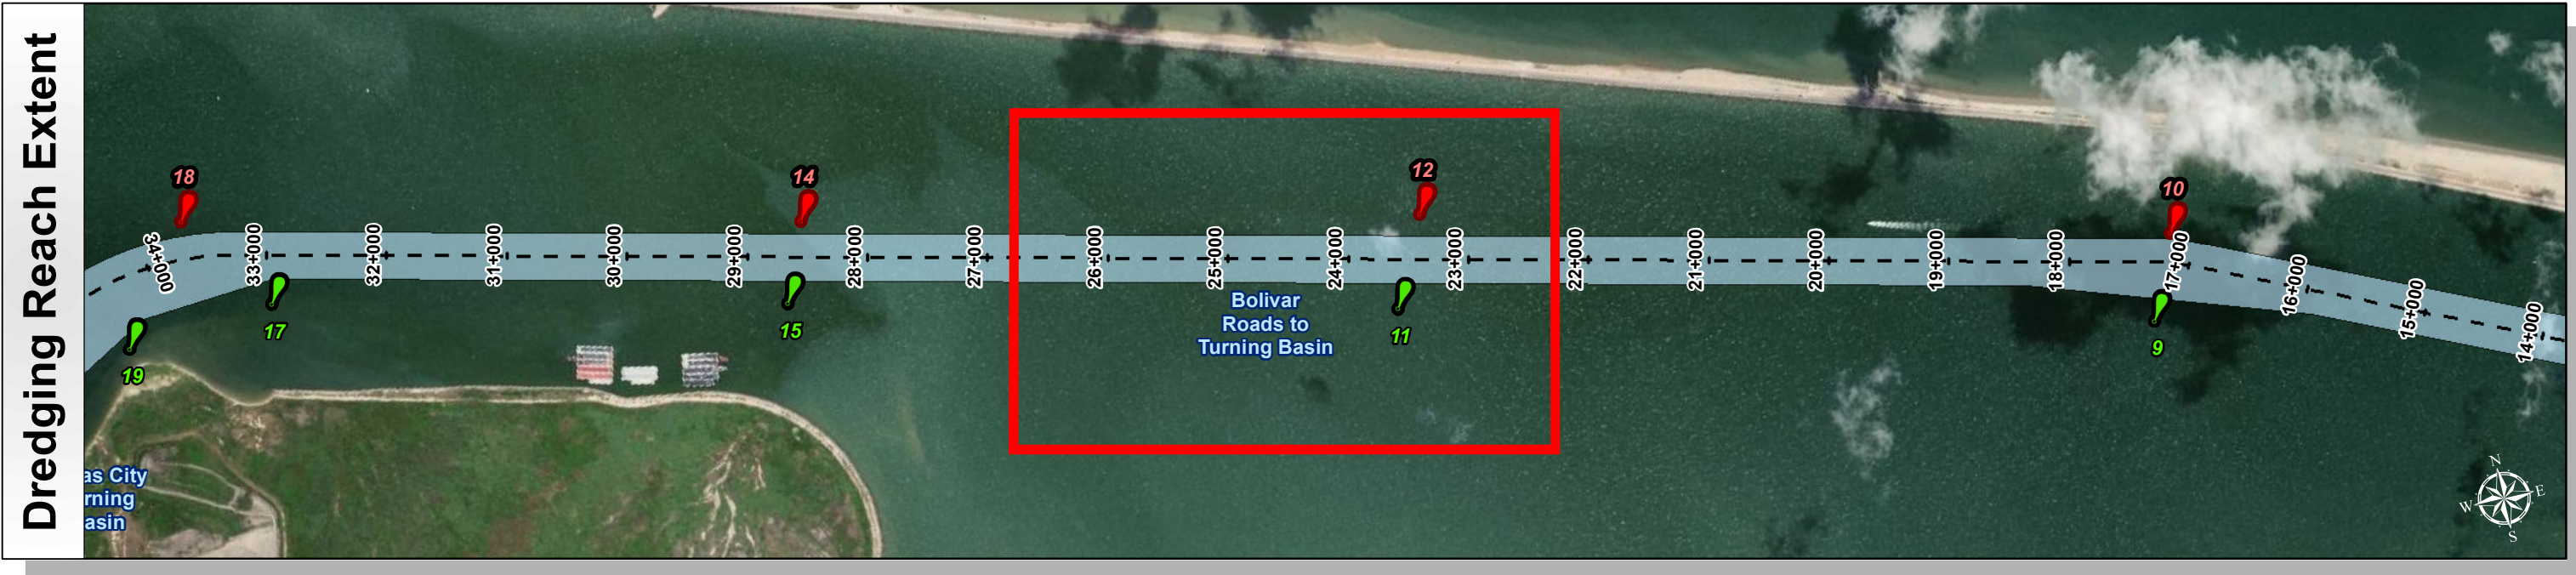 Dredging Reach Extent
18
14
12
10
34+000
33+000
32+000
31+000
30+000
29+000
28+000
27+000
26+000
25+000
24+000
23+000
22+000
21+000
20+000
19+000
18+000
17+000
16+000
15+000
14+000
19
17
15
11
9
Bolivar
Roads to
Turning Basin
as City
rning
asin
N
W
E
S